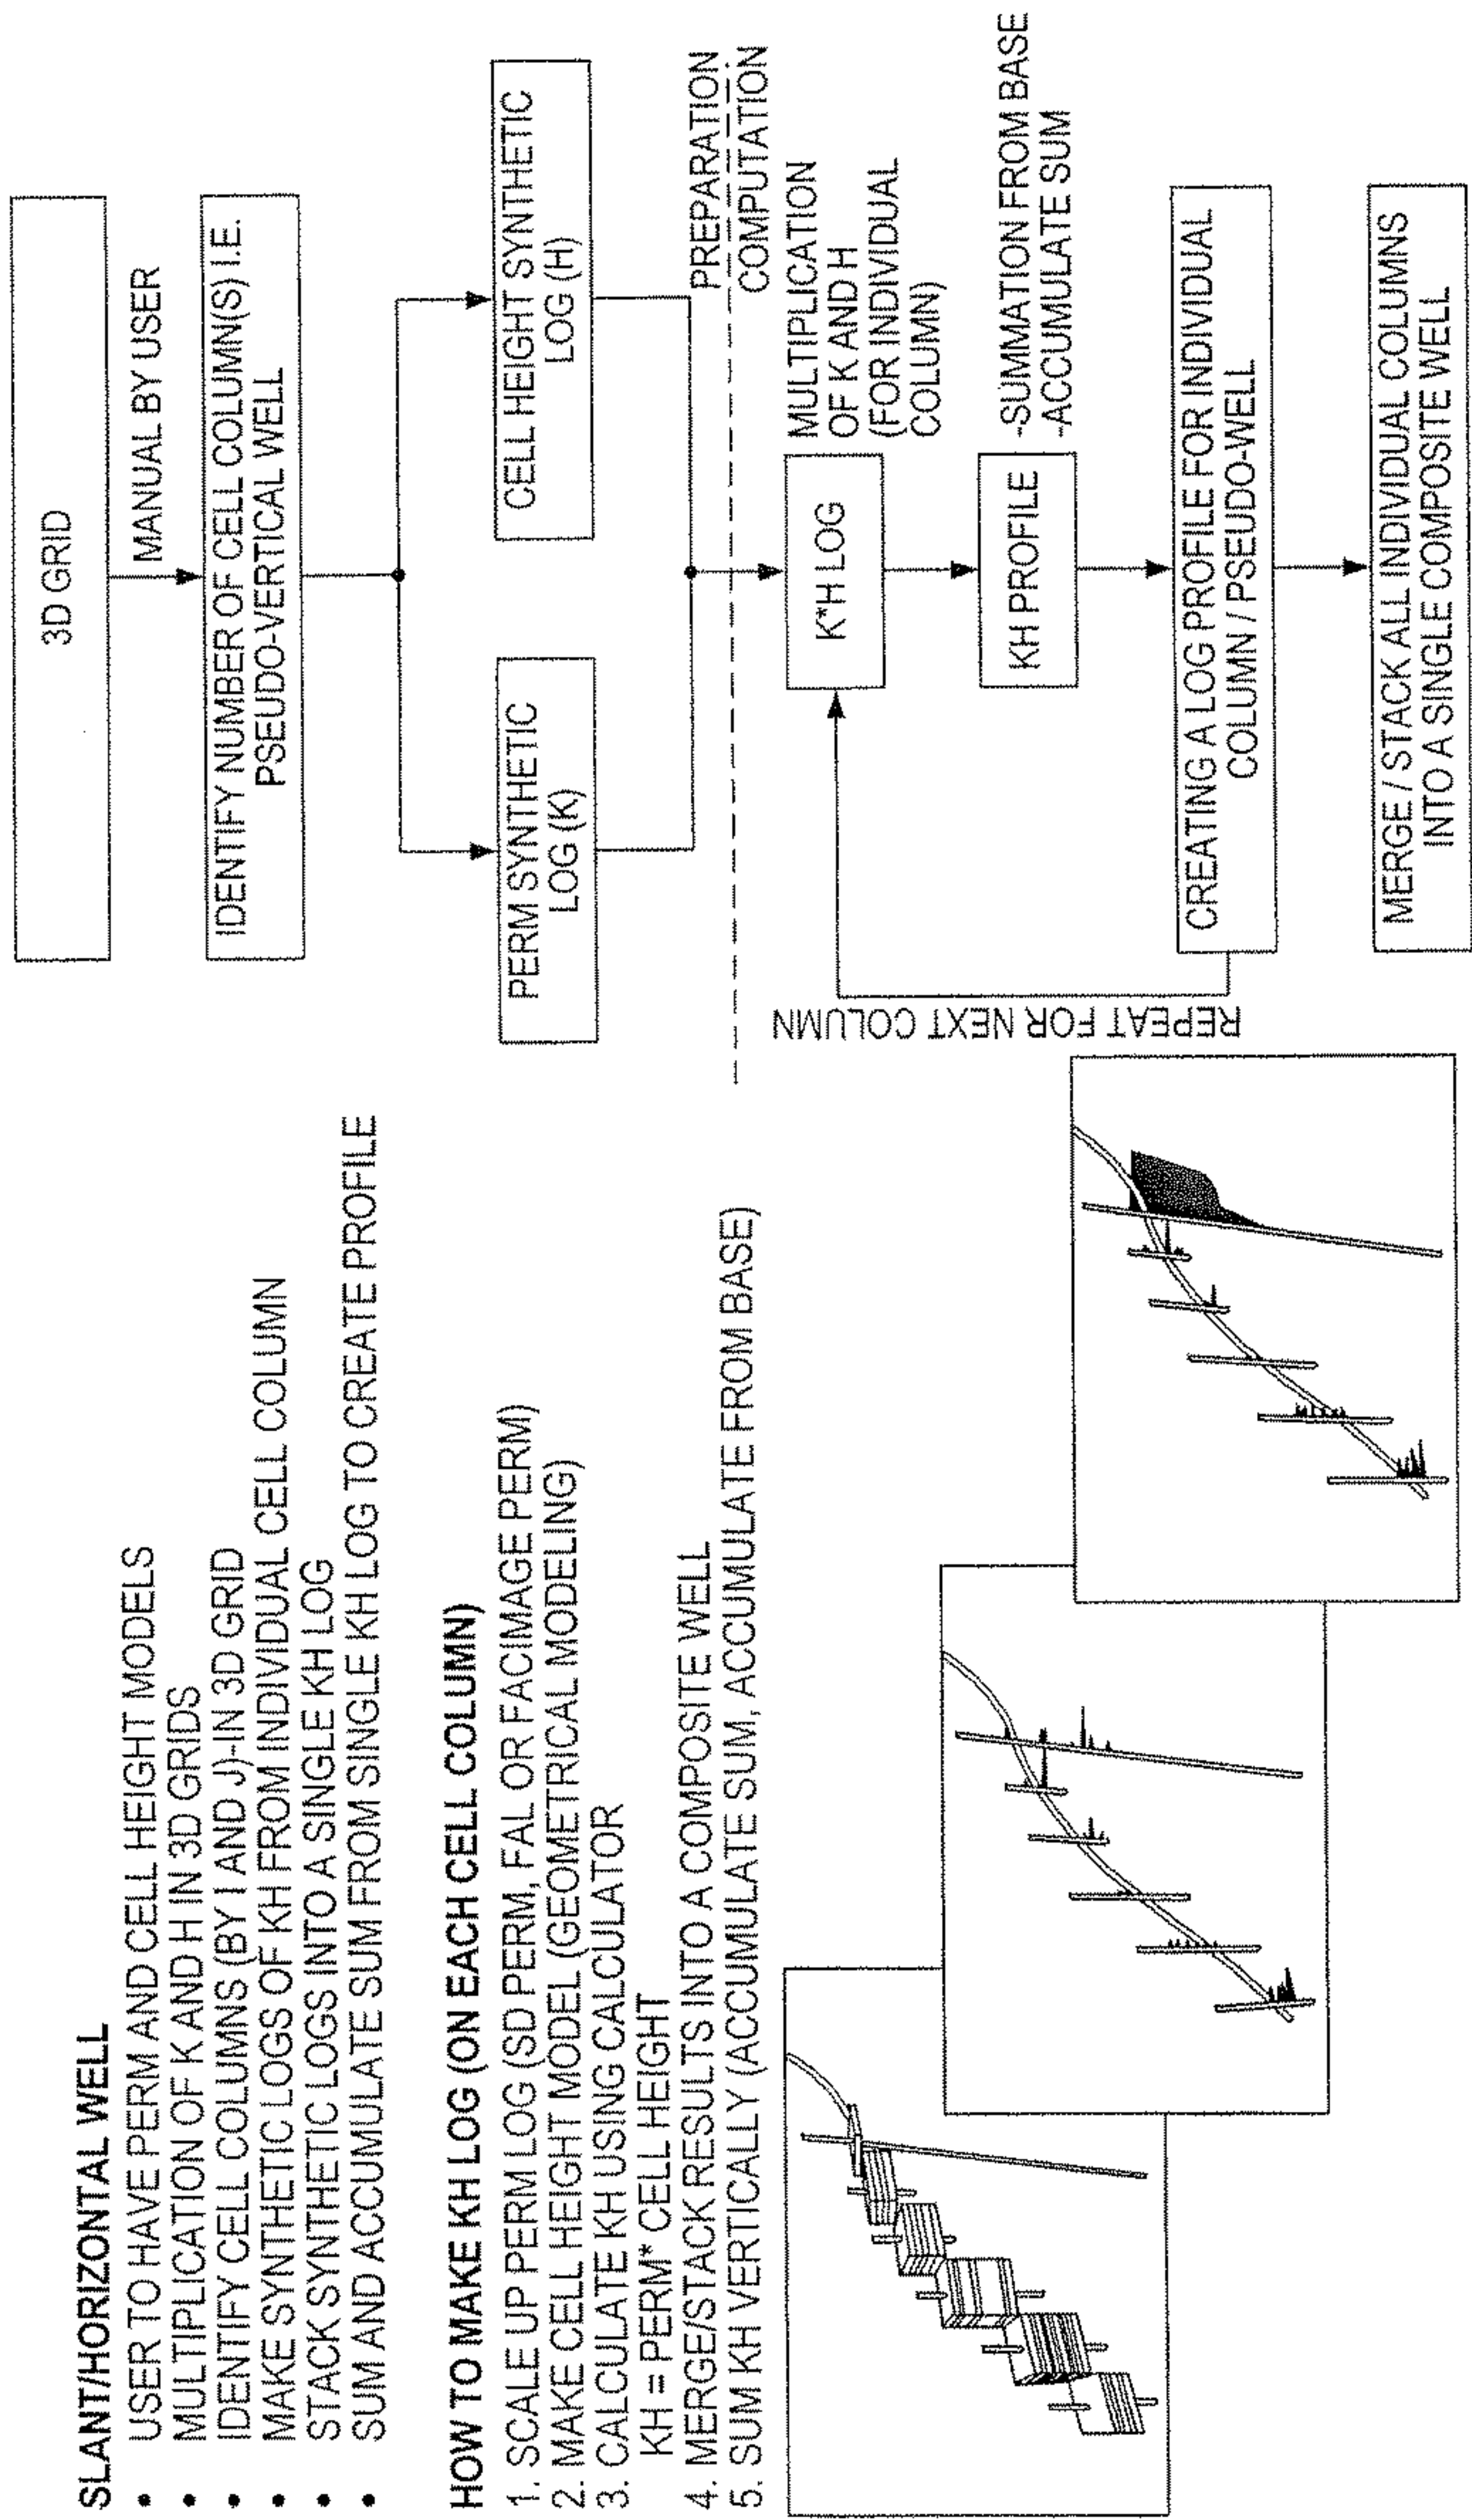 SLANT/HORIZONTAL WELL
• USER TO HAVE PERM AND CELL HEIGHT MODELS
• MULTIPLICATION OF K AND H IN 3D GRIDS
• IDENTIFY CELL COLUMNS (BY I AND J)-IN 3D GRID
• MAKE SYNTHETIC LOGS OF KH FROM INDIVIDUAL CELL COLUMN
• STACK SYNTHETIC LOGS INTO A SINGLE KH LOG
• SUM AND ACCUMULATE SUM FROM SINGLE KH LOG TO CREATE PROFILE
HOW TO MAKE KH LOG (ON EACH CELL COLUMN)
1. SCALE UP PERM LOG (SD PERM, FAL OR FACIMAGE PERM)
2. MAKE CELL HEIGHT MODEL (GEOMETRICAL MODELING)
3. CALCULATE KH USING CALCULATOR
KH = PERM* CELL HEIGHT
4. MERGE/STACK RESULTS INTO A COMPOSITE WELL
5. SUM KH VERTICALLY (ACCUMULATE SUM, ACCUMULATE FROM BASE)
3D GRID
MANUAL BY USER
IDENTIFY NUMBER OF CELL COLUMN(S) I.E.
PSEUDO-VERTICAL WELL
PERM SYNTHETIC
LOG (K)
CELL HEIGHT SYNTHETIC
LOG (H)
PREPARATION
COMPUTATION
K*H LOG
MULTIPLICATION
OF K AND H
(FOR INDIVIDUAL
COLUMN)
KH PROFILE
-SUMMATION FROM BASE
-ACCUMULATE SUM
REPEAT FOR NEXT COLUMN
CREATING A LOG PROFILE FOR INDIVIDUAL
COLUMN / PSEUDO-WELL
MERGE / STACK ALL INDIVIDUAL COLUMNS
INTO A SINGLE COMPOSITE WELL